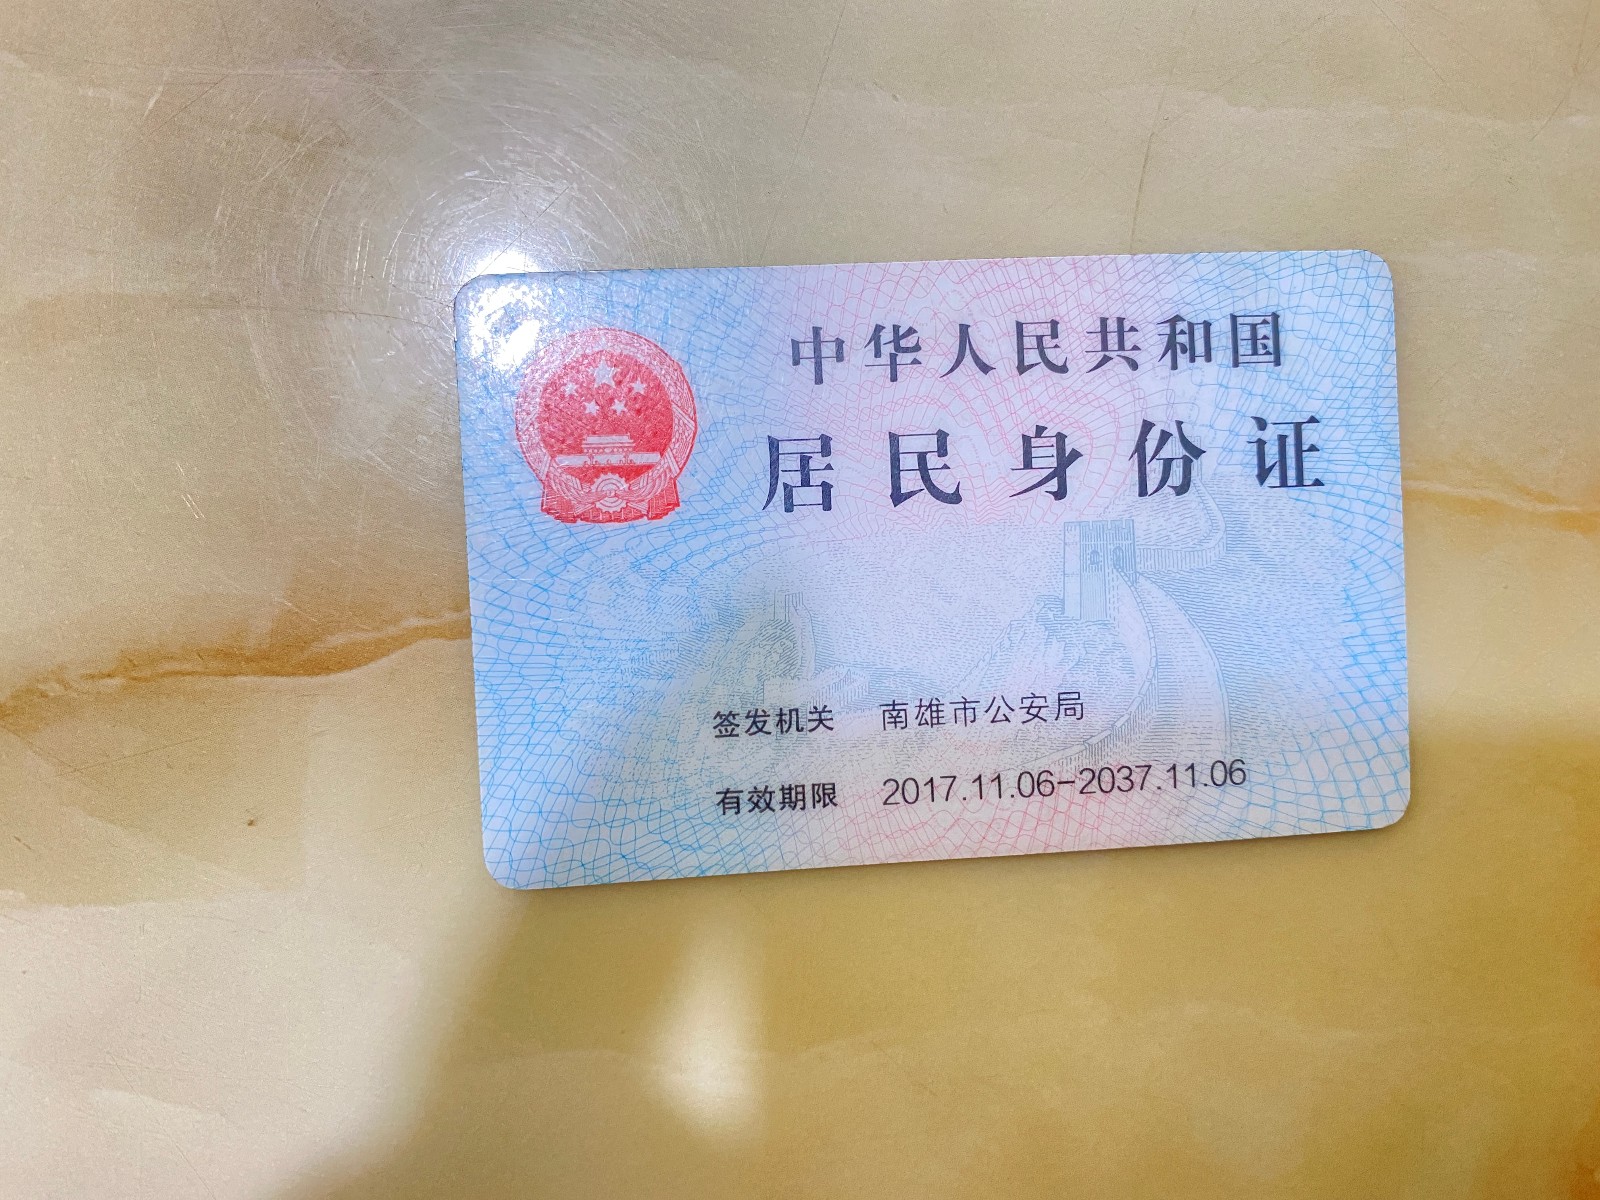 中华人民共和国
居民身份证
签发机关 南雄市公安局
有效期限 2017.11.06-2037.11.06